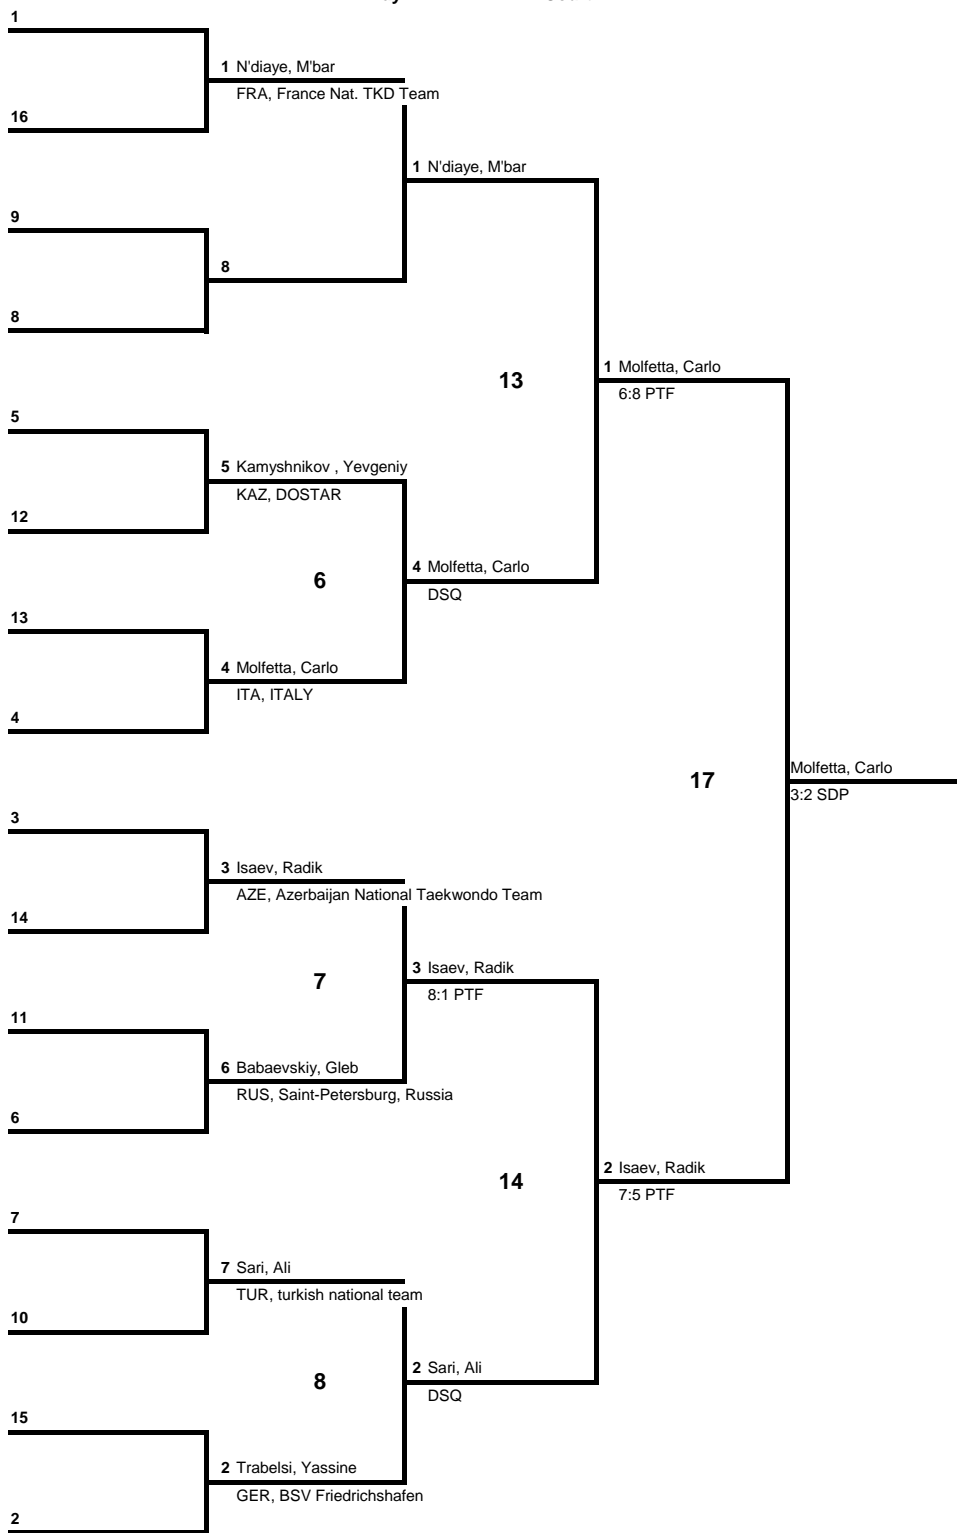 1
1 N'diaye, M'bar
FRA, France Nat. TKD Team
16
1 N'diaye, M'bar
9
8
8
1 Molfetta, Carlo
13
6:8 PTF
5
5 Kamyshnikov , Yevgeniy
KAZ, DOSTAR
12
4 Molfetta, Carlo
6
DSQ
13
4 Molfetta, Carlo
ITA, ITALY
4
Molfetta, Carlo
17
3:2 SDP
3
3 Isaev, Radik
AZE, Azerbaijan National Taekwondo Team
14
3 Isaev, Radik
7
8:1 PTF
11
6 Babaevskiy, Gleb
RUS, Saint-Petersburg, Russia
6
2 Isaev, Radik
14
7:5 PTF
7
7 Sari, Ali
TUR, turkish national team
10
2 Sari, Ali
8
DSQ
15
2 Trabelsi, Yassine
GER, BSV Friedrichshafen
2